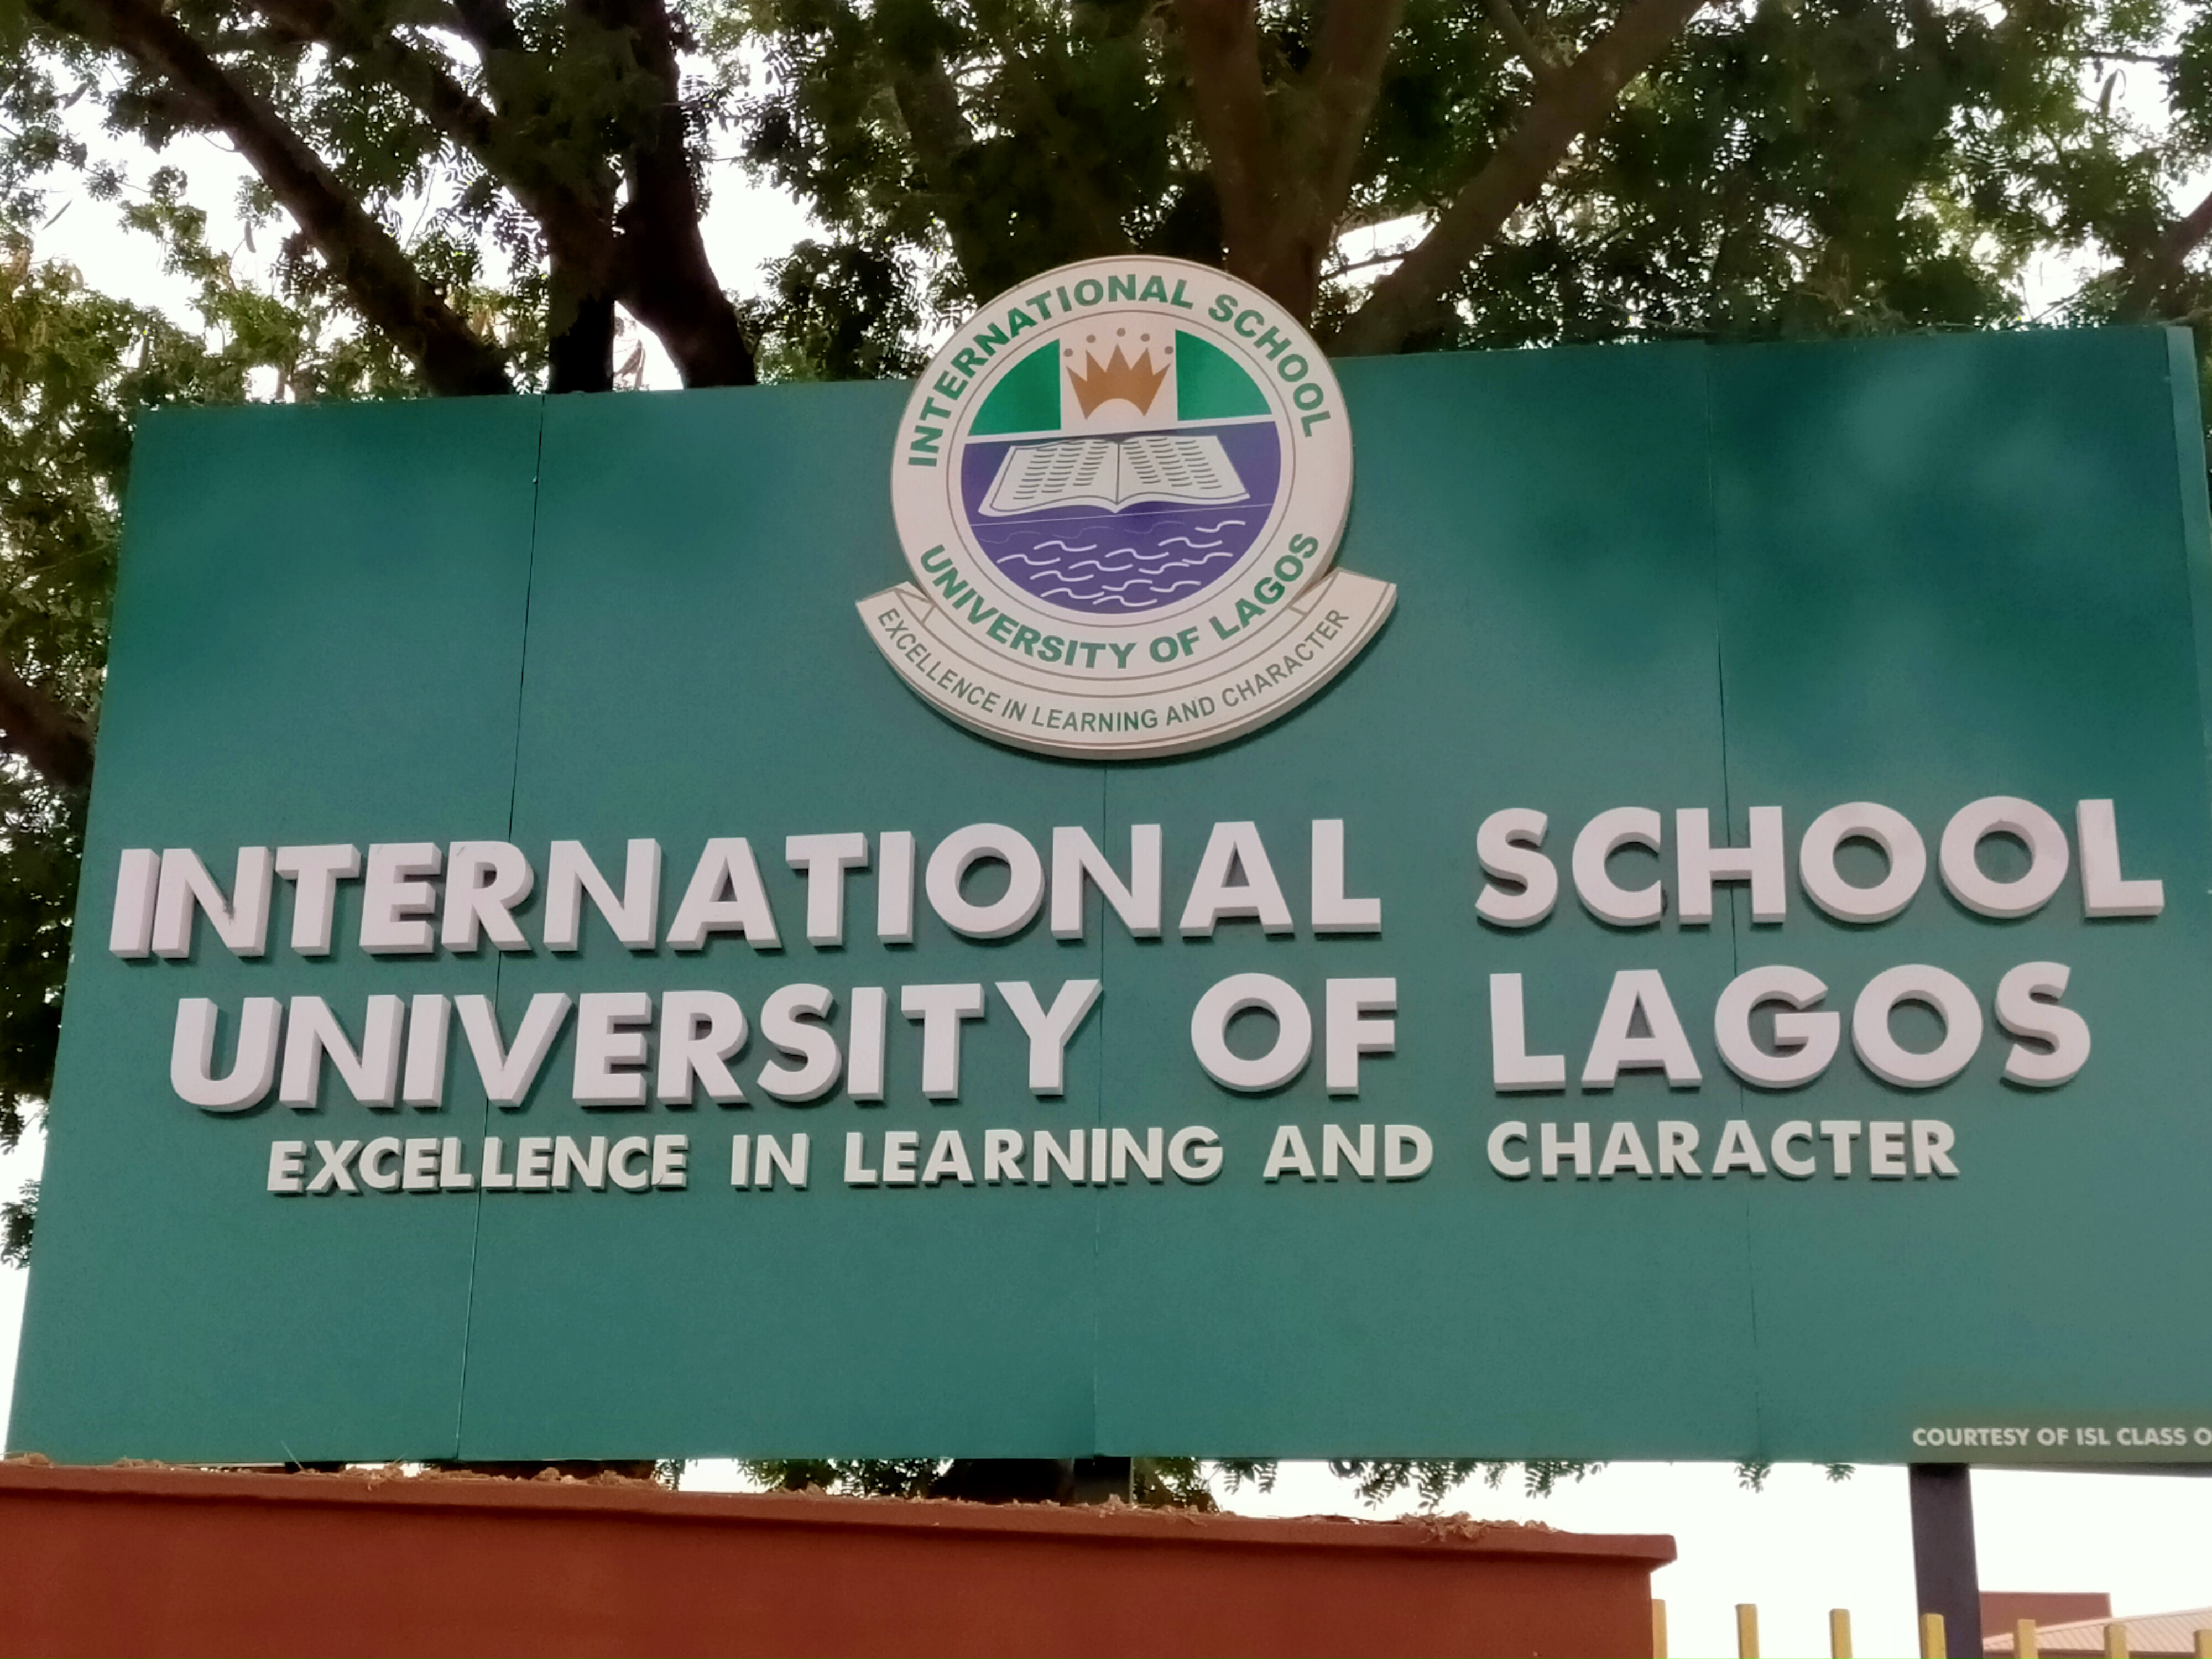 INTERNATIONAL SCHOOL
UNIVERSITY OF LAGOS
EXCELLENCE IN LEARNING AND CHARACTER
INTERNATIONAL SCHOOL
UNIVERSITY OF LAGOS
EXCELLENCE IN LEARNING AND CHARACTER
COURTESY OF ISL CLASS